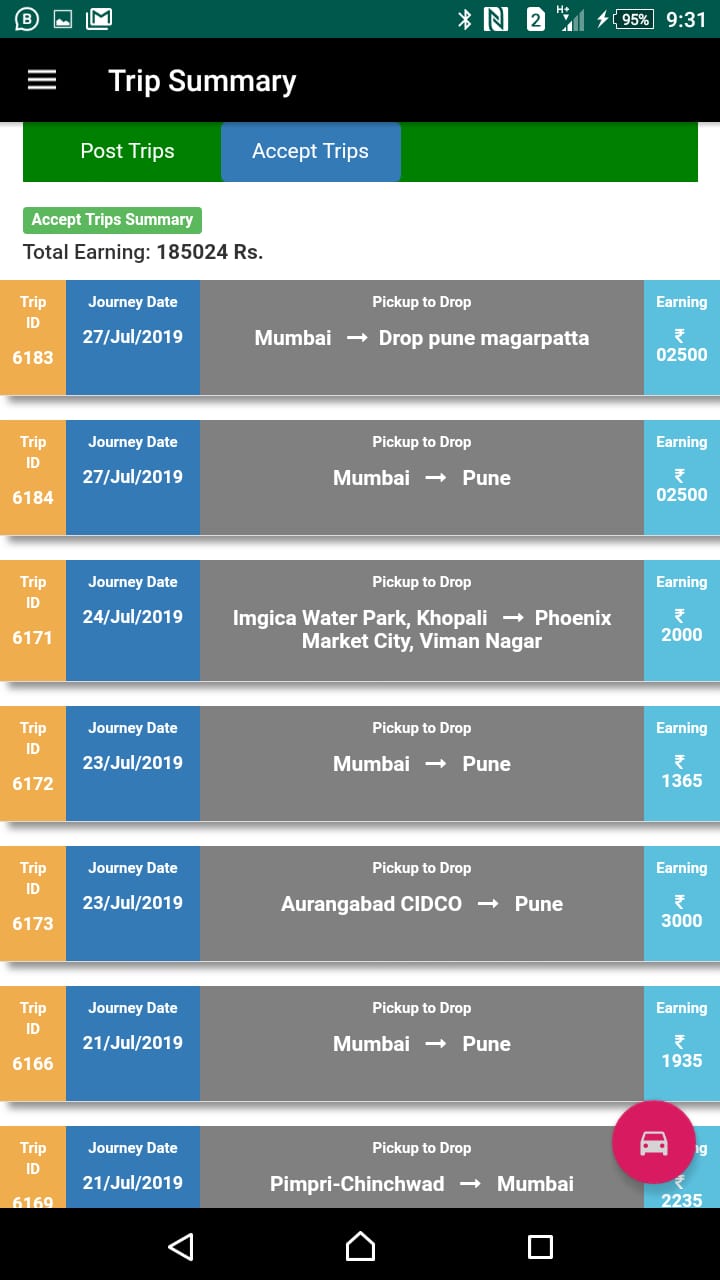 B 2 H+ 95% 9:31
Trip Summary
Post Trips Accept Trips
Accept Trips Summary
Total Earning: 185024 Rs.
Trip ID Journey Date Pickup to Drop Earning
6183 27/Jul/2019 Mumbai → Drop pune magarpatta ₹ 02500
Trip ID Journey Date Pickup to Drop Earning
6184 27/Jul/2019 Mumbai → Pune ₹ 02500
Trip ID Journey Date Pickup to Drop Earning
6171 24/Jul/2019 Imgica Water Park, Khopali → Phoenix
Market City, Viman Nagar ₹ 2000
Trip ID Journey Date Pickup to Drop Earning
6172 23/Jul/2019 Mumbai → Pune ₹ 1365
Trip ID Journey Date Pickup to Drop Earning
6173 23/Jul/2019 Aurangabad CIDCO → Pune ₹ 3000
Trip ID Journey Date Pickup to Drop Earning
6166 21/Jul/2019 Mumbai → Pune ₹ 1935
Trip ID Journey Date Pickup to Drop
6169 21/Jul/2019 Pimpri-Chinchwad → Mumbai ₹ 2235